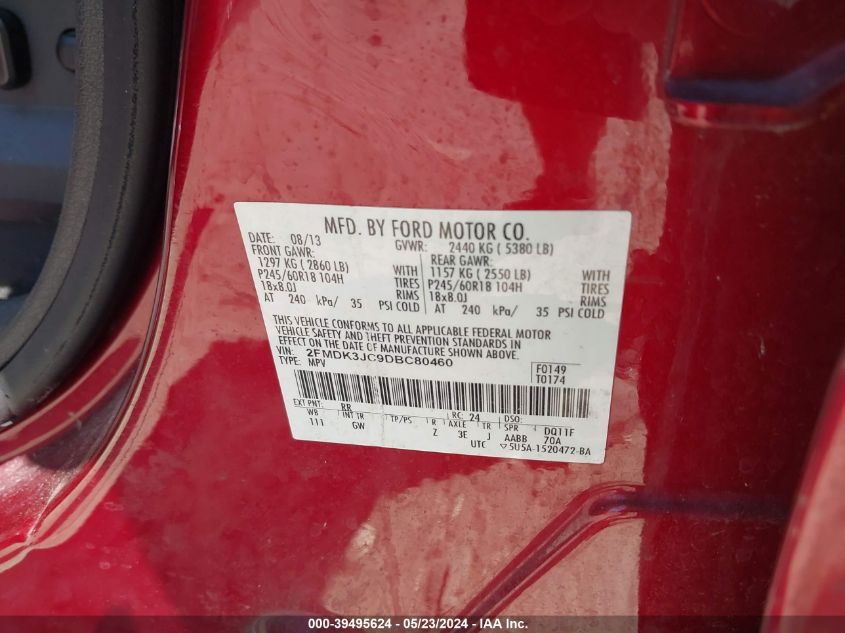 MFD. BY FORD MOTOR CO.
DATE: 08/13 GVWR: 2440 KG ( 5380 LB)
FRONT GAWR: REAR GAWR:
1297 KG ( 2860 LB) WITH 1157 KG ( 2550 LB) WITH
P245/60R18 104H TIRES P245/60R18 104H TIRES
18x8.0J RIMS 18x8.0J RIMS
AT 240 kPa/ 35 PSI COLD AT 240 kPa/ 35 PSI COLD
THIS VEHICLE CONFORMS TO ALL APPLICABLE FEDERAL MOTOR
VEHICLE SAFETY AND THEFT PREVENTION STANDARDS IN
EFFECT ON THE DATE OF MANUFACTURE SHOWN ABOVE.
VIN: 2FMDK3JC9DBC80460 F0149
TYPE: MPV T0174
EXT PNT: RR RC: 24 DSO:
WB INT TR TP/PS R AXLE TR SPR DQ11F
111 GW Z 3E J AABB 70A
UTC ▽5U5A-1520472-BA
000-39495624 - 05/23/2024 - IAA Inc.